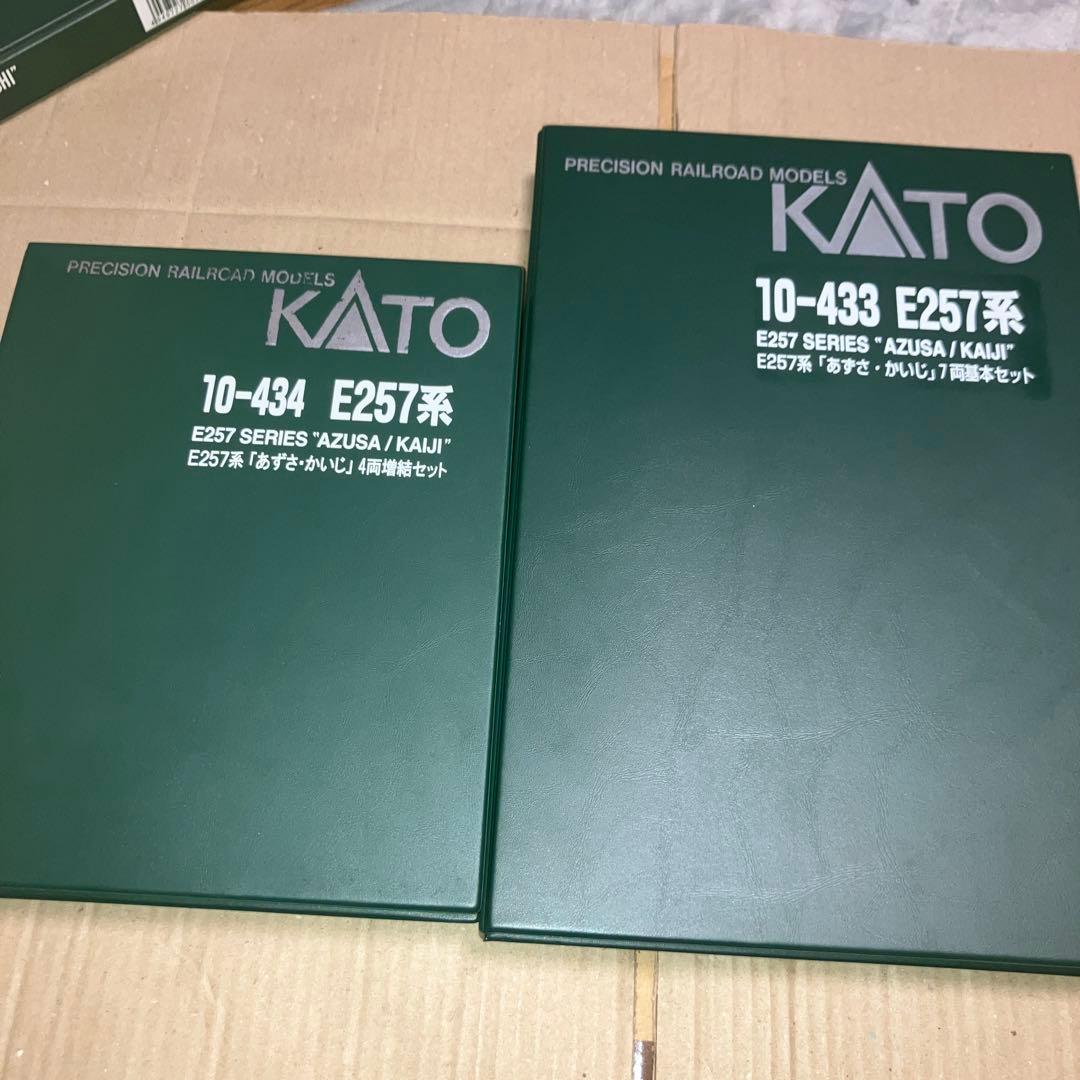 PRECISION RAILROAD MODELS
KATO
10-434 E257系
E257 SERIES "AZUSA / KAIJI"
E257系「あずさ・かいじ」4両増結セット
PRECISION RAILROAD MODELS
KATO
10-433 E257系
E257 SERIES "AZUSA / KAIJI"
E257系「あずさ・かいじ」7両基本セット